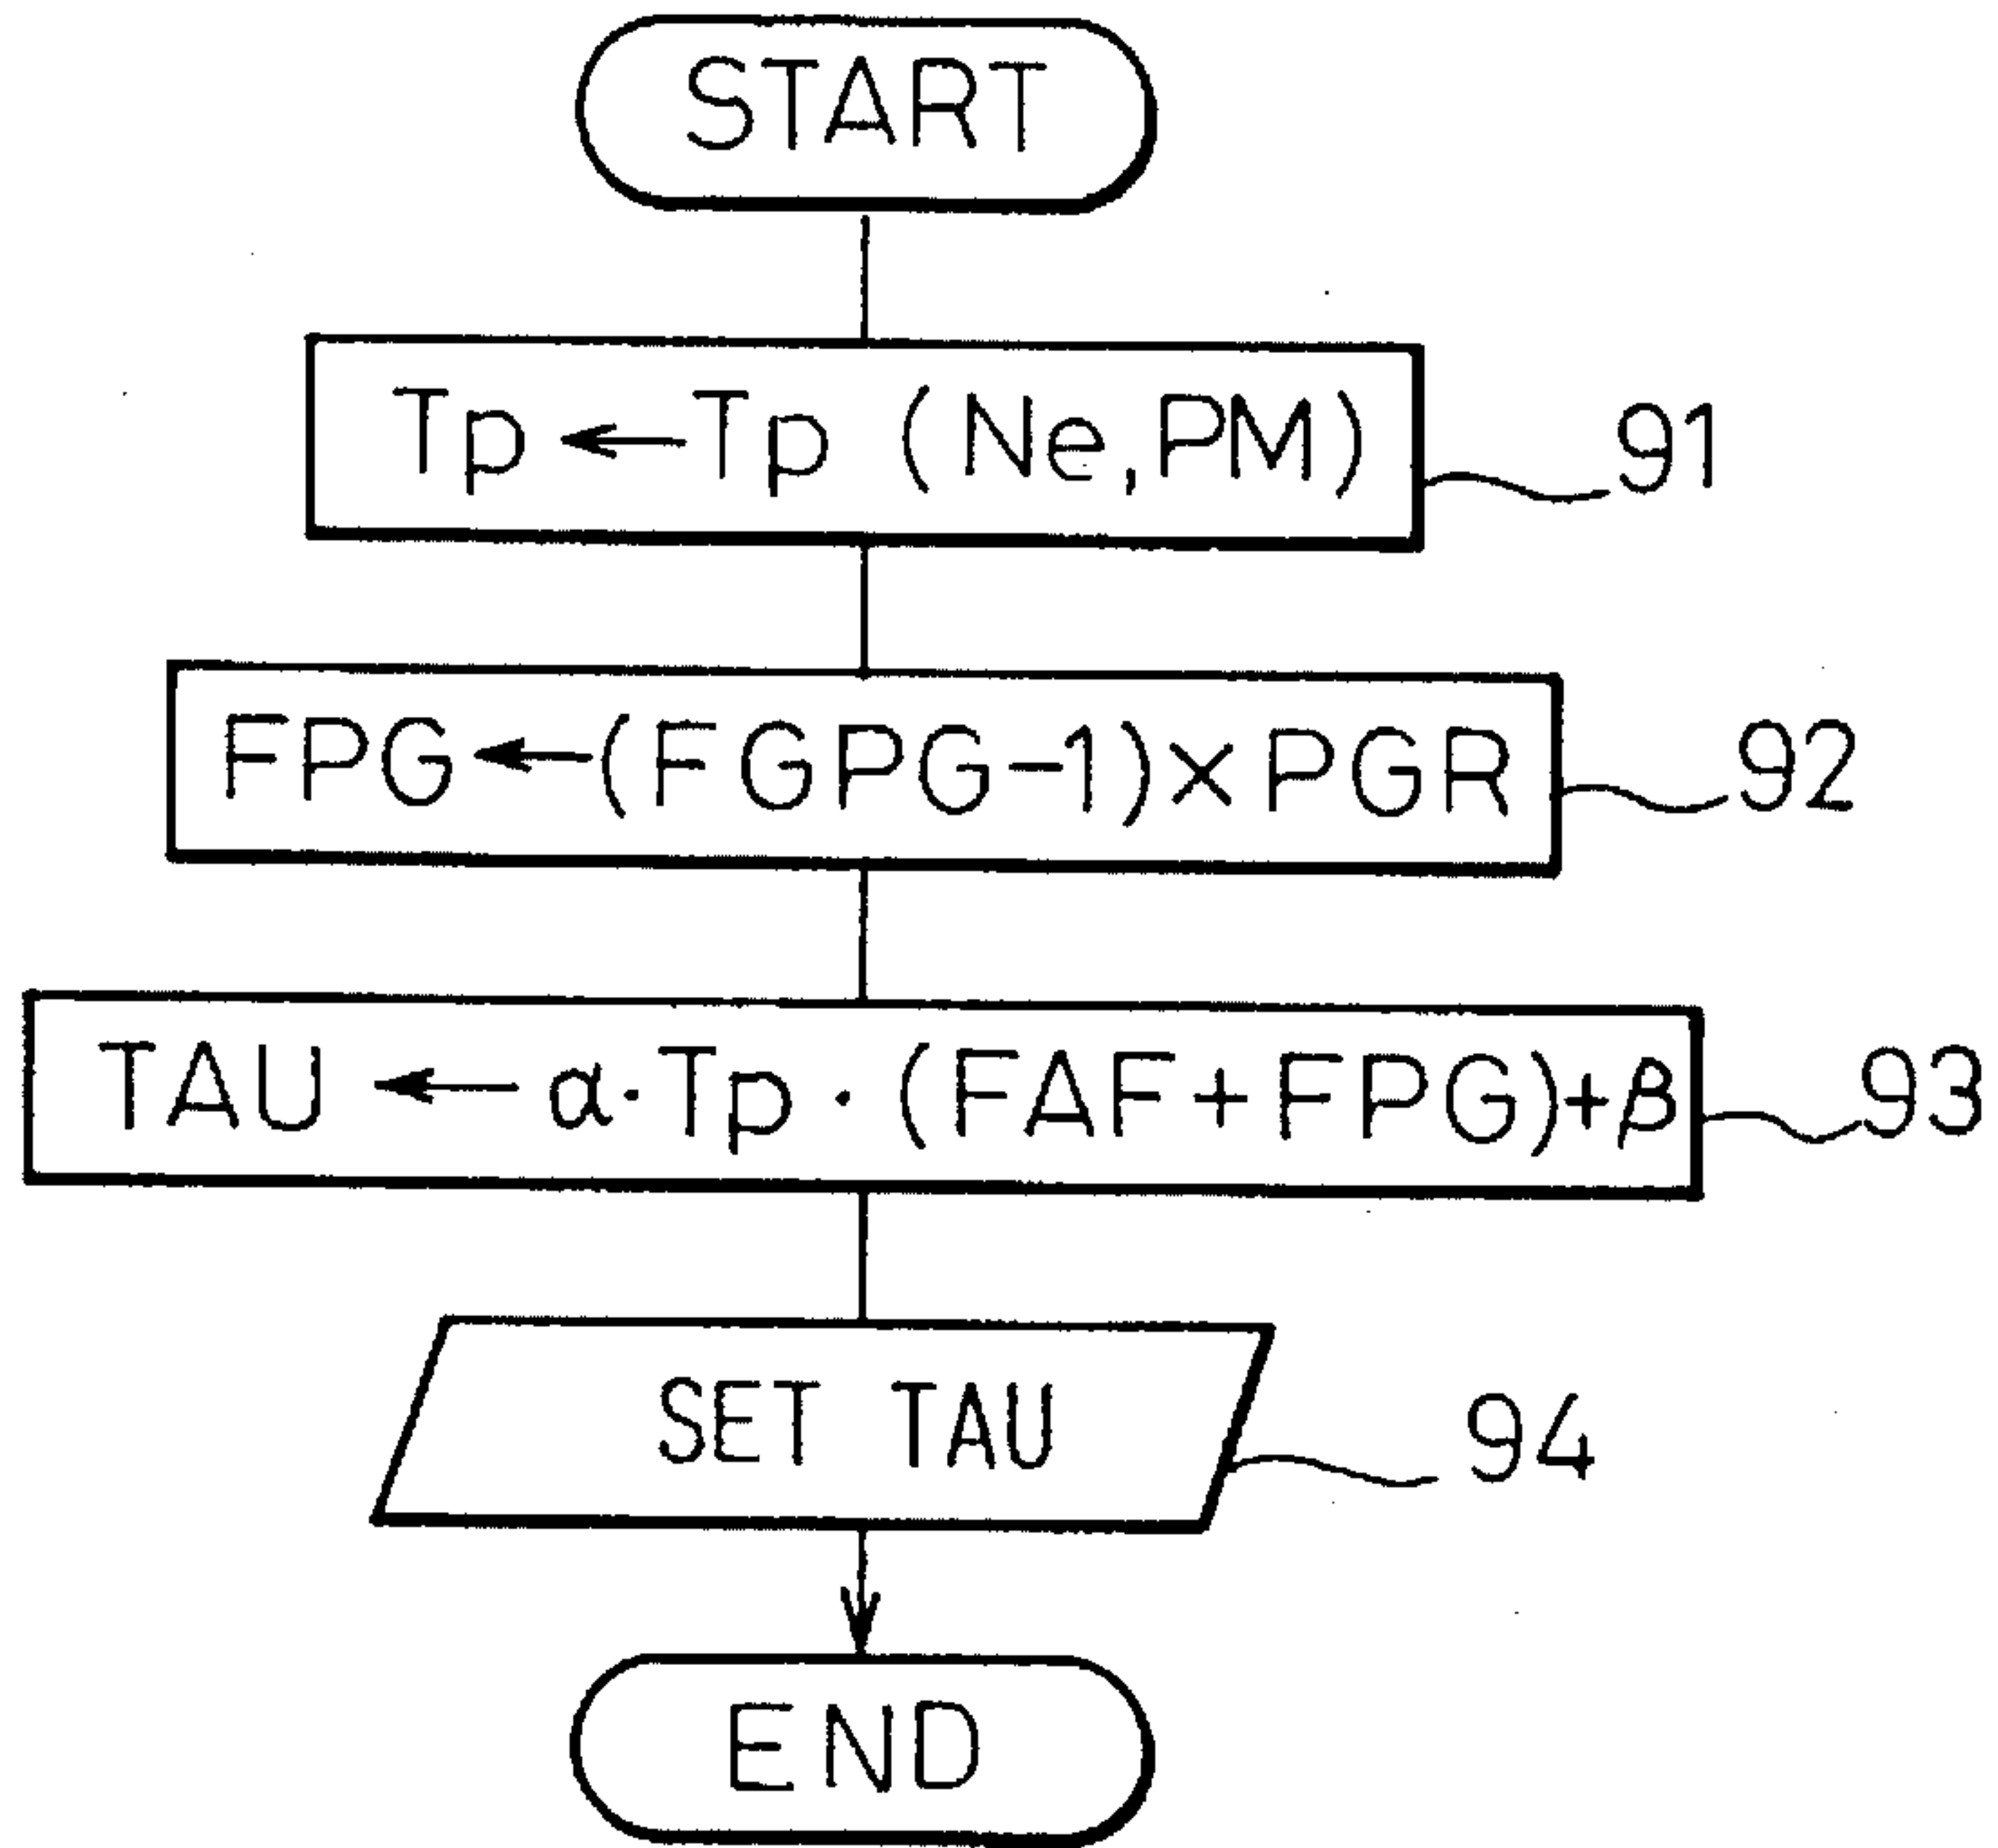 START
Tp ← Tp (Ne, PM)
91
FPG ← (FGPG-1) × PGR
92
TAU ← α·Tp · (FAF+FPG)+β
93
SET TAU
94
END